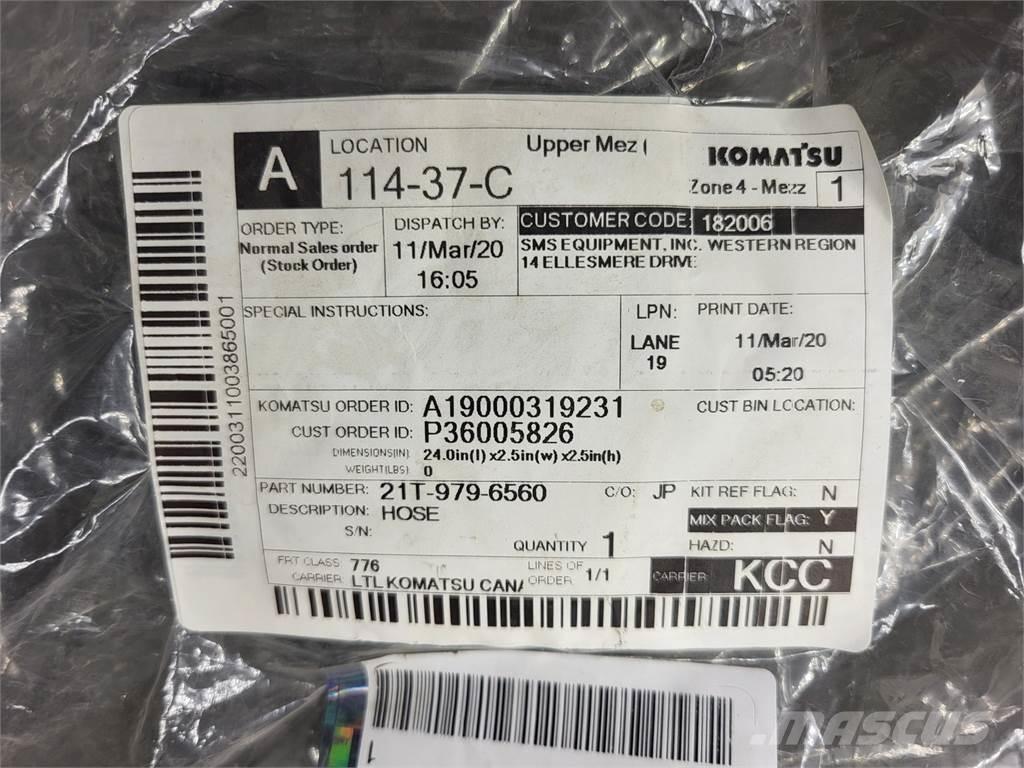 A
LOCATION
Upper Mez (
KOMATSU
114-37-C
Zone 4 - Mezz
1
ORDER TYPE:
Normal Sales order
(Stock Order)
DISPATCH BY:
11/Mar/20
16:05
CUSTOMER CODE: 182006
SMS EQUIPMENT, INC. WESTERN REGION
14 ELLESMERE DRIVE
SPECIAL INSTRUCTIONS:
LPN:
LANE
19
PRINT DATE:
11/Mar/20
05:20
KOMATSU ORDER ID: A19000319231
CUST BIN LOCATION:
CUST ORDER ID: P36005826
DIMENSIONS(IN) 24.0in(l) x2.5in(w) x2.5in(h)
WEIGHT(LBS) 0
PART NUMBER: 21T-979-6560
C/O: JP
KIT REF FLAG: N
DESCRIPTION: HOSE
MIX PACK FLAG: Y
S/N:
QUANTITY 1
HAZD: N
FRT CLASS 776
LINES OF
ORDER 1/1
CARRIER: LTL KOMATSU CANA
CARRIER KCC
2200311003865001
1
MASCUS